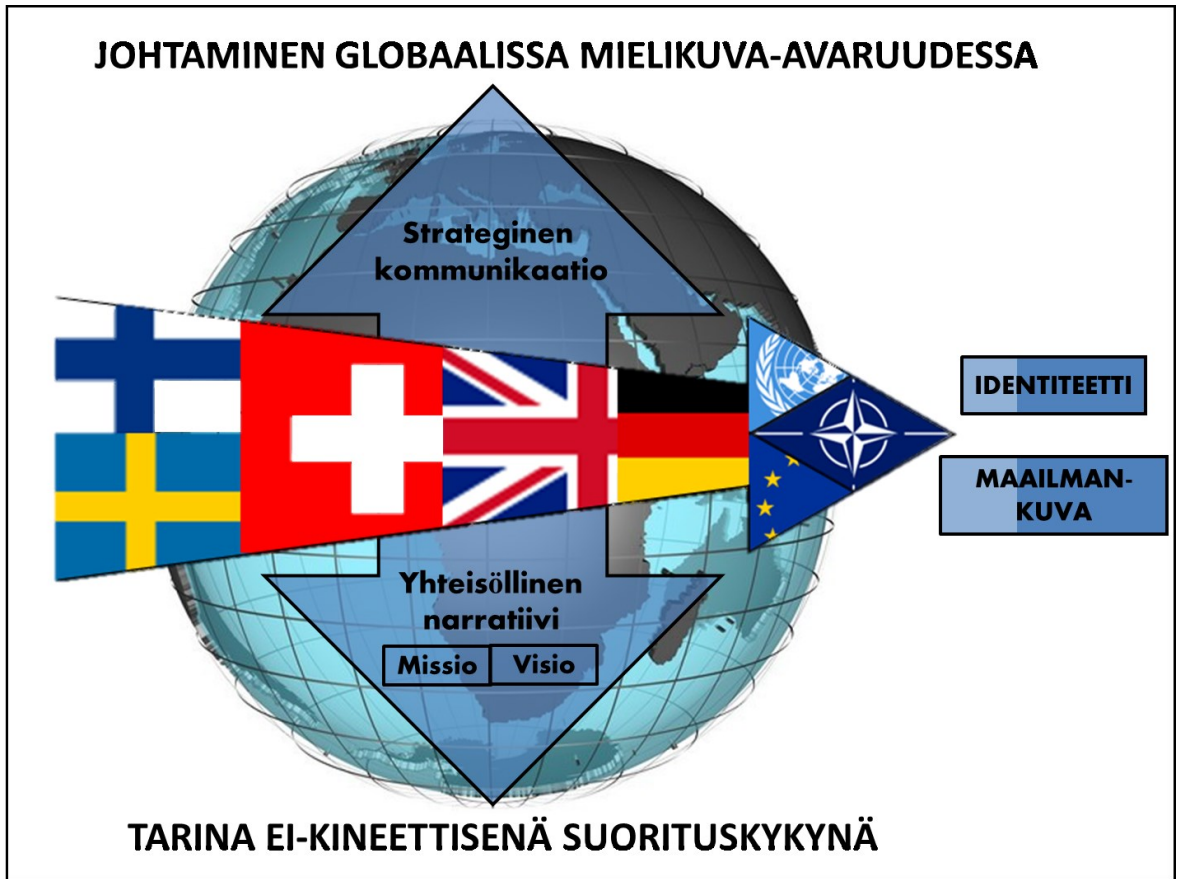 JOHTAMINEN GLOBAALISSA MIELIKUVA-AVARUUDESSA
Strateginen
kommunikaatio
IDENTITEETTI
MAAILMAN-
KUVA
Yhteisöllinen
narratiivi
Missio Visio
TARINA EI-KINEETTISENÄ SUORITUSKYKYNÄ